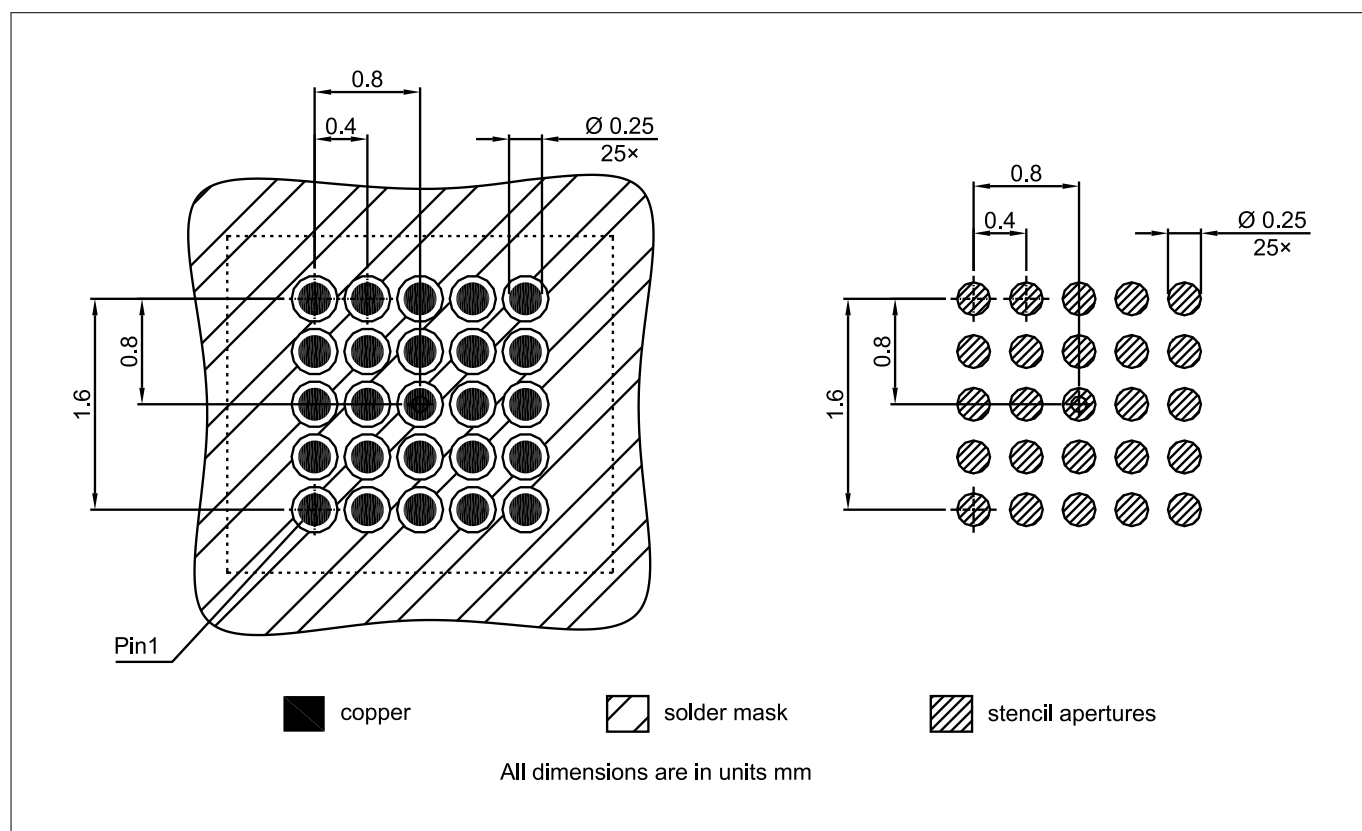 0.8
0.4
Ø 0.25
25×
0.8
1.6
Pin1
0.8
0.4
Ø 0.25
25×
0.8
1.6
copper
solder mask
stencil apertures
All dimensions are in units mm